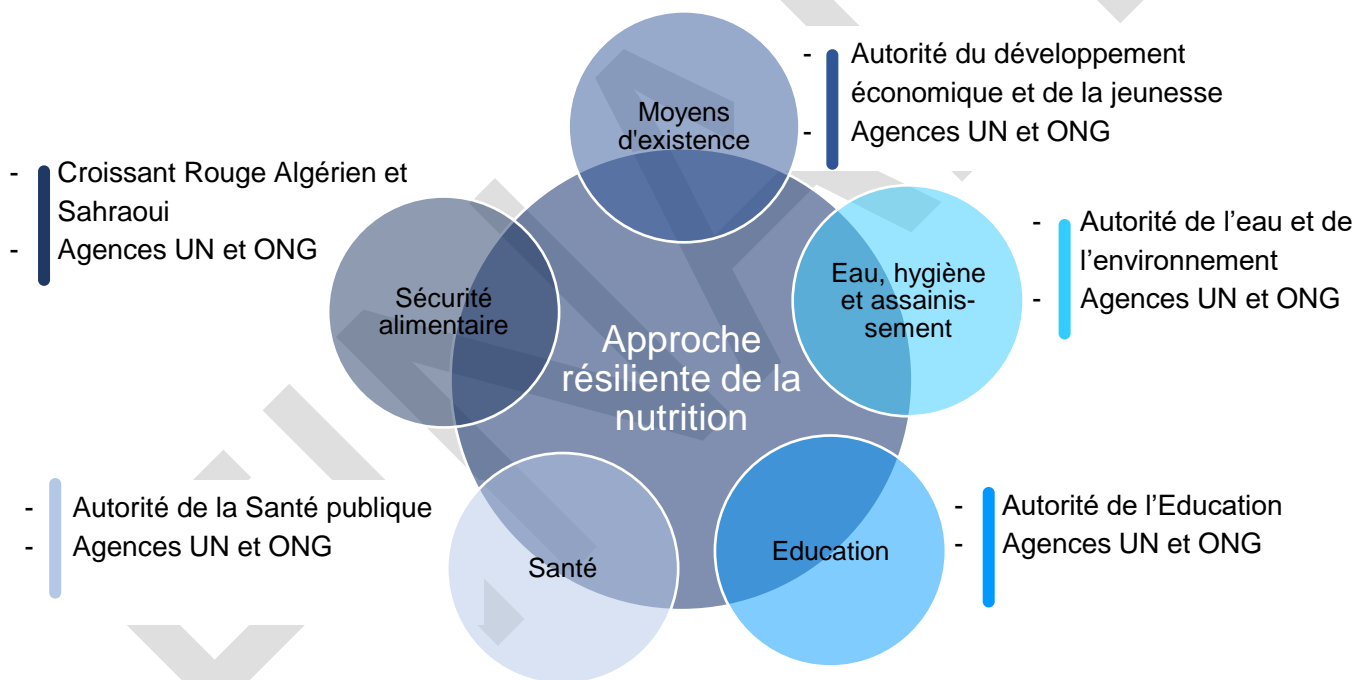 Moyens
d'existence
- Autorité du développement
économique et de la jeunesse
- Agences UN et ONG
- Croissant Rouge Algérien et
Sahraoui
- Agences UN et ONG
Sécurité
alimentaire
Eau, hygiène
et assainis-
sement
- Autorité de l’eau et de
l’environnement
- Agences UN et ONG
Approche
résiliente de la
nutrition
- Autorité de la Santé publique
- Agences UN et ONG
Santé
Education
- Autorité de l’Education
- Agences UN et ONG